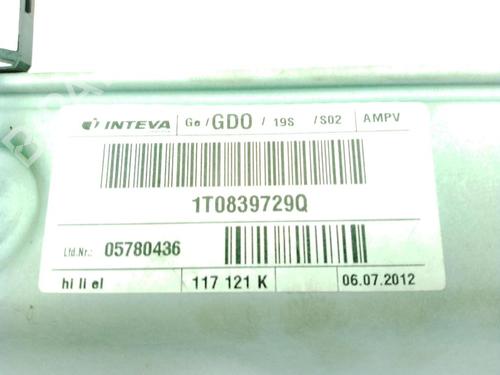 INTEVA Ge/GDO/19S/S02 AMPV
1T0839729Q
Lfd.Nr.: 05780436
hi li el 117 121 K 06.07.2012